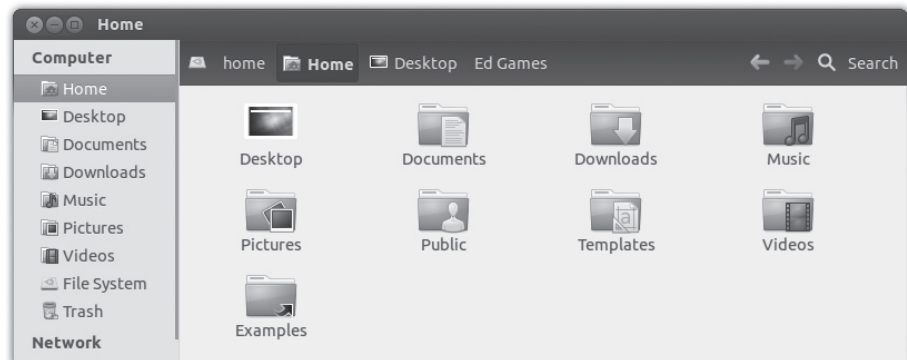 Home
Computer
home Home Desktop Ed Games Search
Home
Desktop
Documents
Downloads
Music
Pictures
Videos
File System
Trash
Network
Desktop Documents Downloads Music
Pictures Public Templates Videos
Examples